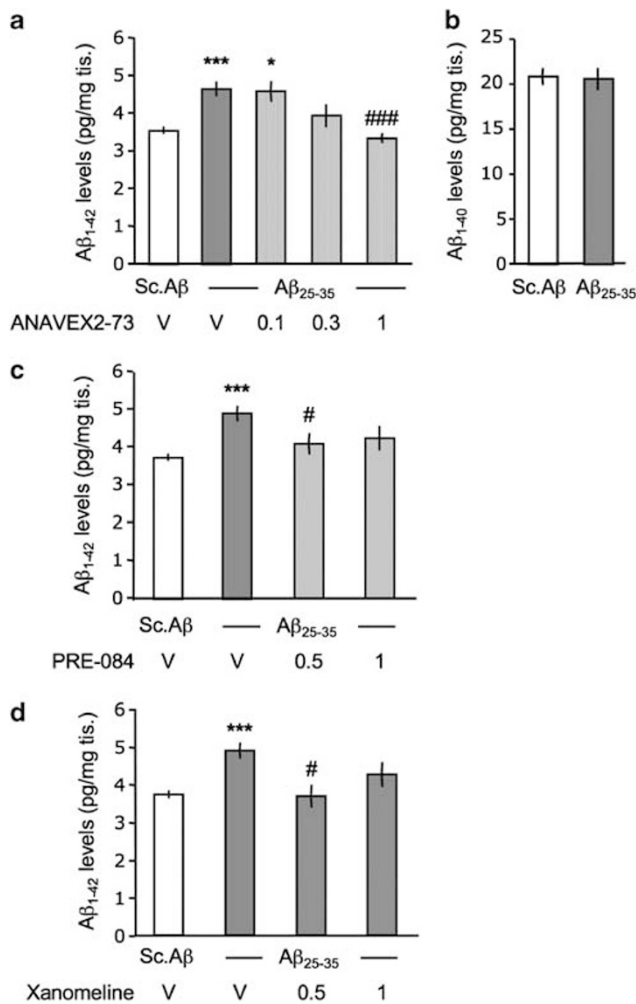 a
Aβ1-42 levels (pg/mg tis.)
6
5
4
3
2
1
0
***
*
###
Sc.Aβ
Aβ25-35
ANAVEX2-73 V V 0.1 0.3 1
b
Aβ1-40 levels (pg/mg tis.)
25
20
15
10
5
0
Sc.Aβ Aβ25-35
c
Aβ1-42 levels (pg/mg tis.)
6
5
4
3
2
1
0
***
#
Sc.Aβ
Aβ25-35
PRE-084 V V 0.5 1
d
Aβ1-42 levels (pg/mg tis.)
6
5
4
3
2
1
0
***
#
Sc.Aβ
Aβ25-35
Xanomeline V V 0.5 1